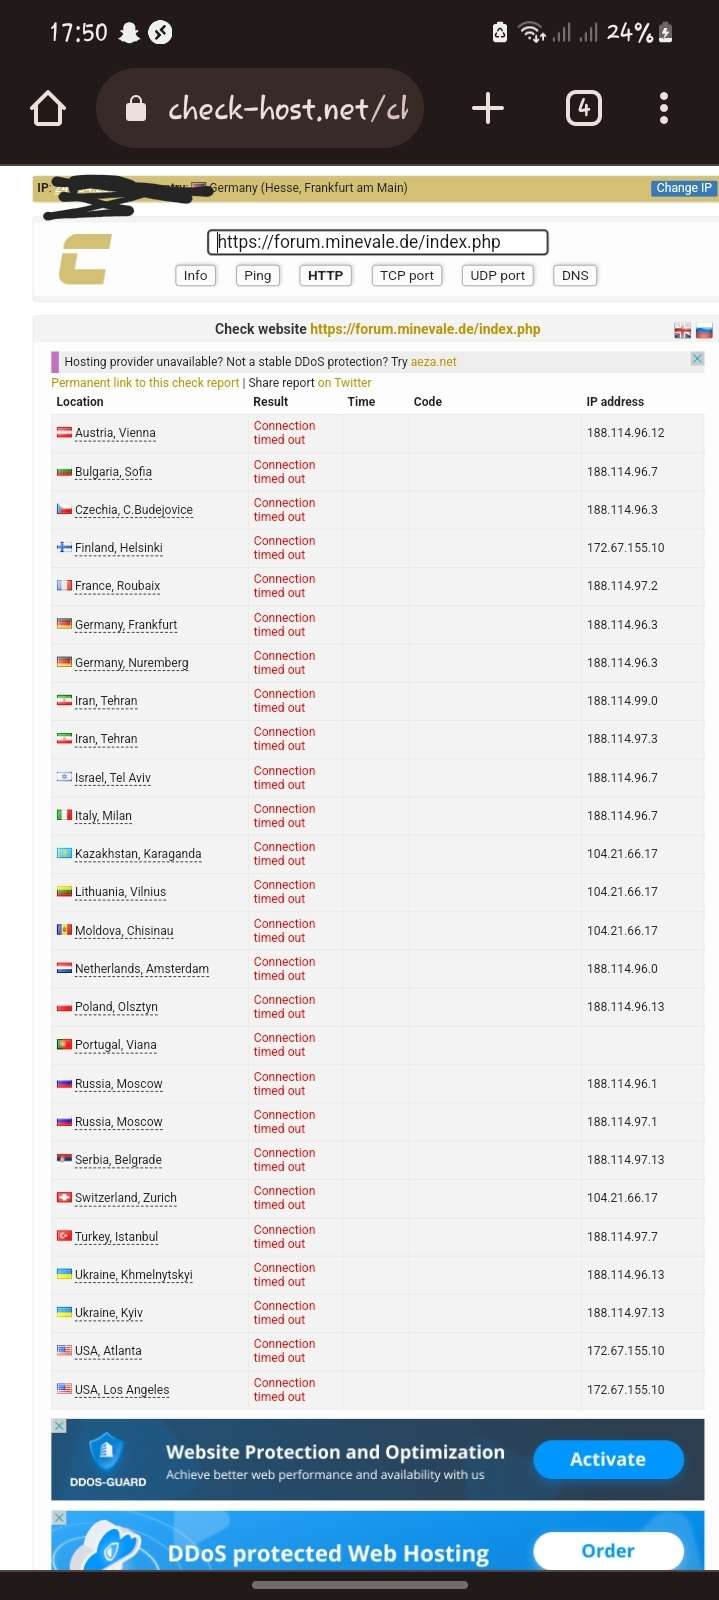 17:50
24%
check-host.net/ch
4
IP:
Germany (Hesse, Frankfurt am Main)
Change IP
https://forum.minevale.de/index.php
Info Ping HTTP TCP port UDP port DNS
Check website https://forum.minevale.de/index.php
Hosting provider unavailable? Not a stable DDoS protection? Try aeza.net
Permanent link to this check report | Share report on Twitter
Location Result Time Code IP address
Austria, Vienna Connection timed out 188.114.96.12
Bulgaria, Sofia Connection timed out 188.114.96.7
Czechia, C.Budejovice Connection timed out 188.114.96.3
Finland, Helsinki Connection timed out 172.67.155.10
France, Roubaix Connection timed out 188.114.97.2
Germany, Frankfurt Connection timed out 188.114.96.3
Germany, Nuremberg Connection timed out 188.114.96.3
Iran, Tehran Connection timed out 188.114.99.0
Iran, Tehran Connection timed out 188.114.97.3
Israel, Tel Aviv Connection timed out 188.114.96.7
Italy, Milan Connection timed out 188.114.96.7
Kazakhstan, Karaganda Connection timed out 104.21.66.17
Lithuania, Vilnius Connection timed out 104.21.66.17
Moldova, Chisinau Connection timed out 104.21.66.17
Netherlands, Amsterdam Connection timed out 188.114.96.0
Poland, Olsztyn Connection timed out 188.114.96.13
Portugal, Viana Connection timed out
Russia, Moscow Connection timed out 188.114.96.1
Russia, Moscow Connection timed out 188.114.97.1
Serbia, Belgrade Connection timed out 188.114.97.13
Switzerland, Zurich Connection timed out 104.21.66.17
Turkey, Istanbul Connection timed out 188.114.97.7
Ukraine, Khmelnytskyi Connection timed out 188.114.96.13
Ukraine, Kyiv Connection timed out 188.114.97.13
USA, Atlanta Connection timed out 172.67.155.10
USA, Los Angeles Connection timed out 172.67.155.10
DDOS-GUARD
Website Protection and Optimization
Achieve better web performance and availability with us
Activate
DDoS protected Web Hosting
Order